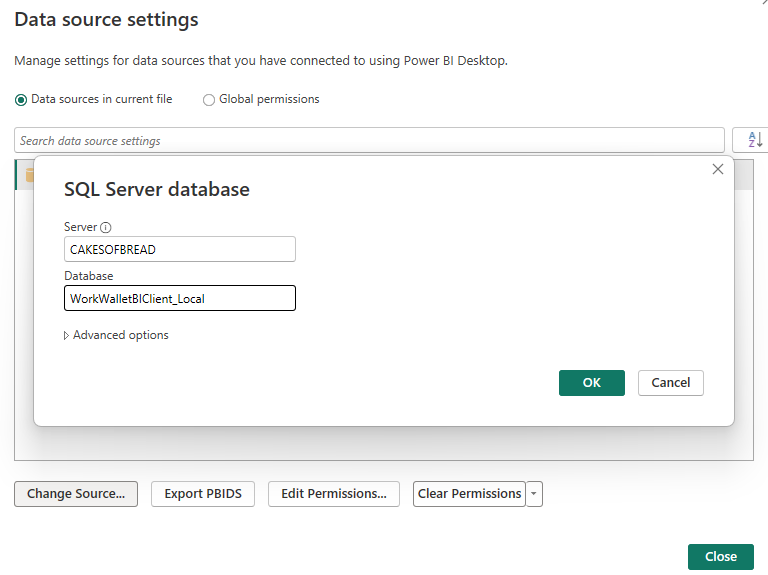 Data source settings
Manage settings for data sources that you have connected to using Power BI Desktop.
Data sources in current file Global permissions
Search data source settings
A
Z
SQL Server database
Server
CAKESOFBREAD
Database
WorkWalletBIClient_Local
Advanced options
OK Cancel
Change Source... Export PBIDS Edit Permissions... Clear Permissions
Close